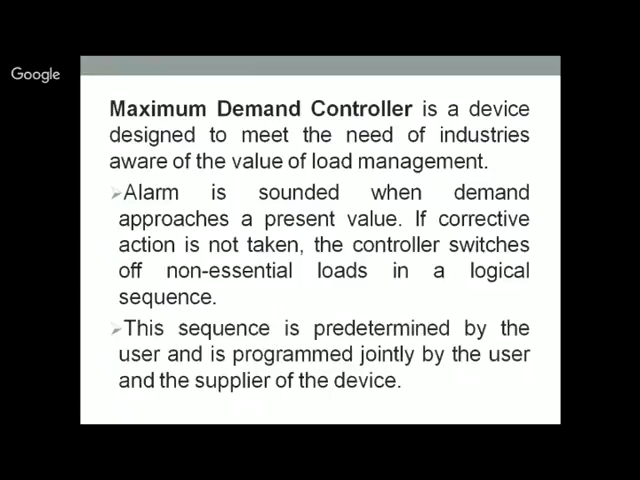 Google
Maximum Demand Controller is a device
designed to meet the need of industries
aware of the value of load management.
➢Alarm is sounded when demand
approaches a present value. If corrective
action is not taken, the controller switches
off non-essential loads in a logical
sequence.
➢This sequence is predetermined by the
user and is programmed jointly by the user
and the supplier of the device.